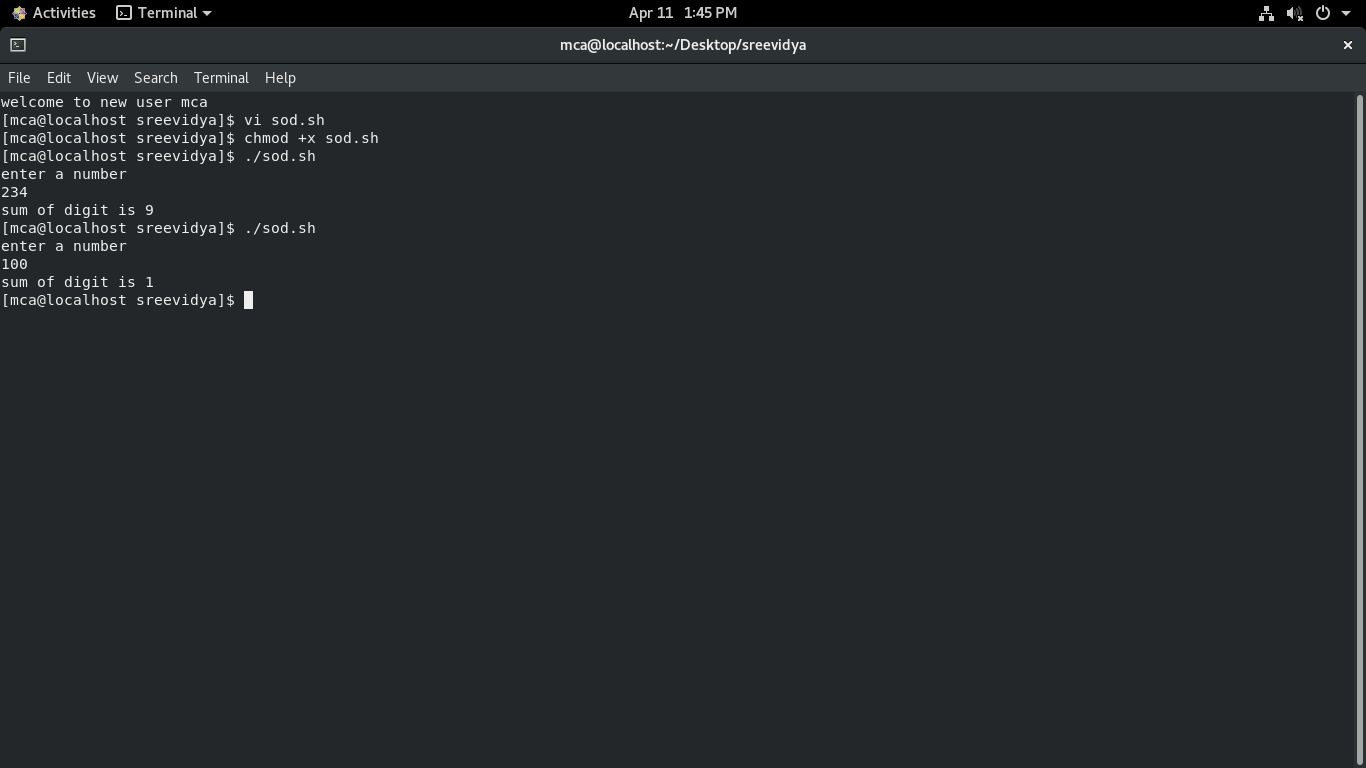 Activities Terminal Apr 11 1:45 PM
mca@localhost:~/Desktop/sreevidya
File Edit View Search Terminal Help
welcome to new user mca
[mca@localhost sreevidya]$ vi sod.sh
[mca@localhost sreevidya]$ chmod +x sod.sh
[mca@localhost sreevidya]$ ./sod.sh
enter a number
234
sum of digit is 9
[mca@localhost sreevidya]$ ./sod.sh
enter a number
100
sum of digit is 1
[mca@localhost sreevidya]$